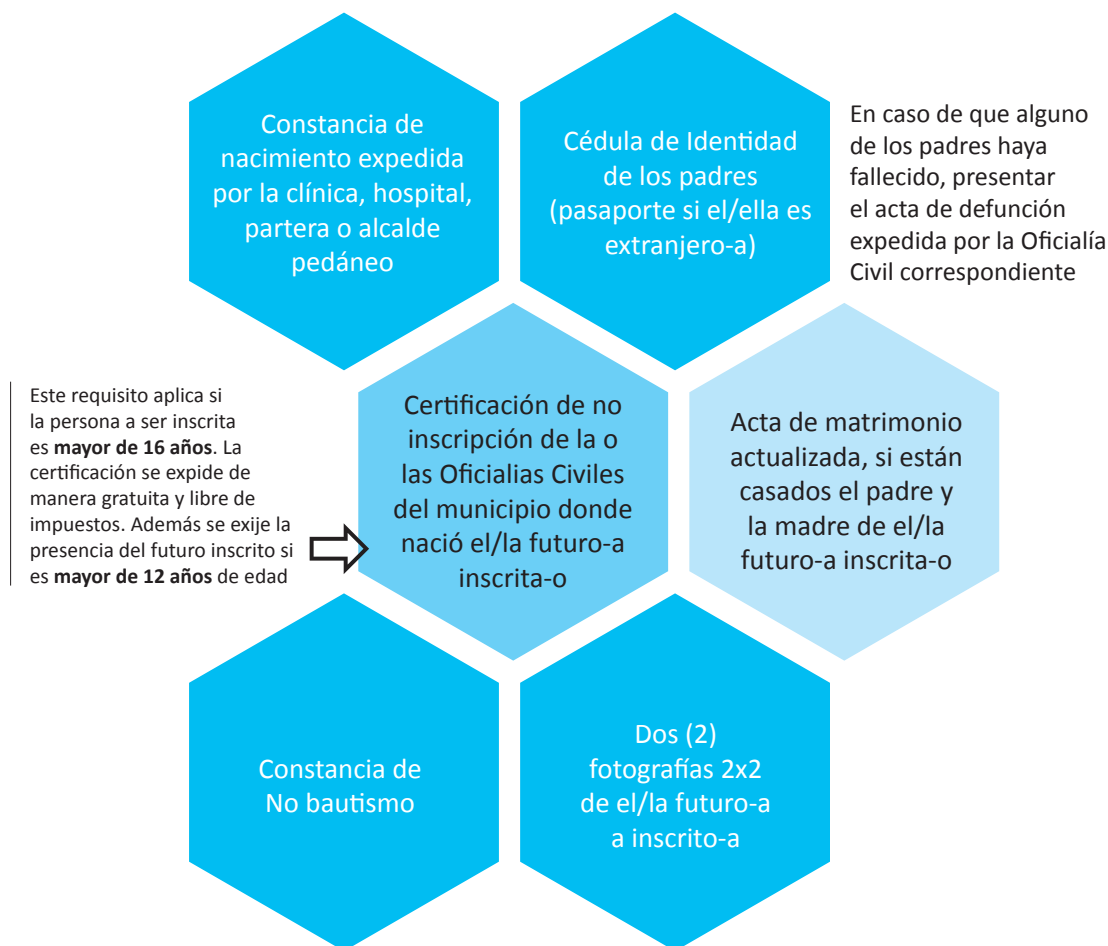 Constancia de
nacimiento expedida
por la clínica, hospital,
partera o alcalde
pedáneo
Cédula de Identidad
de los padres
(pasaporte si el/ella es
extranjero-a)
En caso de que alguno
de los padres haya
fallecido, presentar
el acta de defunción
expedida por la Oficialía
Civil correspondiente
Este requisito aplica si
la persona a ser inscrita
es mayor de 16 años. La
certificación se expide de
manera gratuita y libre de
impuestos. Además se exije la
presencia del futuro inscrito si
es mayor de 12 años de edad
Certificación de no
inscripción de la o
las Oficialias Civiles
del municipio donde
nació el/la futuro-a
inscrita-o
Acta de matrimonio
actualizada, si están
casados el padre y
la madre de el/la
futuro-a inscrita-o
Constancia de
No bautismo
Dos (2)
fotografías 2x2
de el/la futuro-a
a inscrito-a